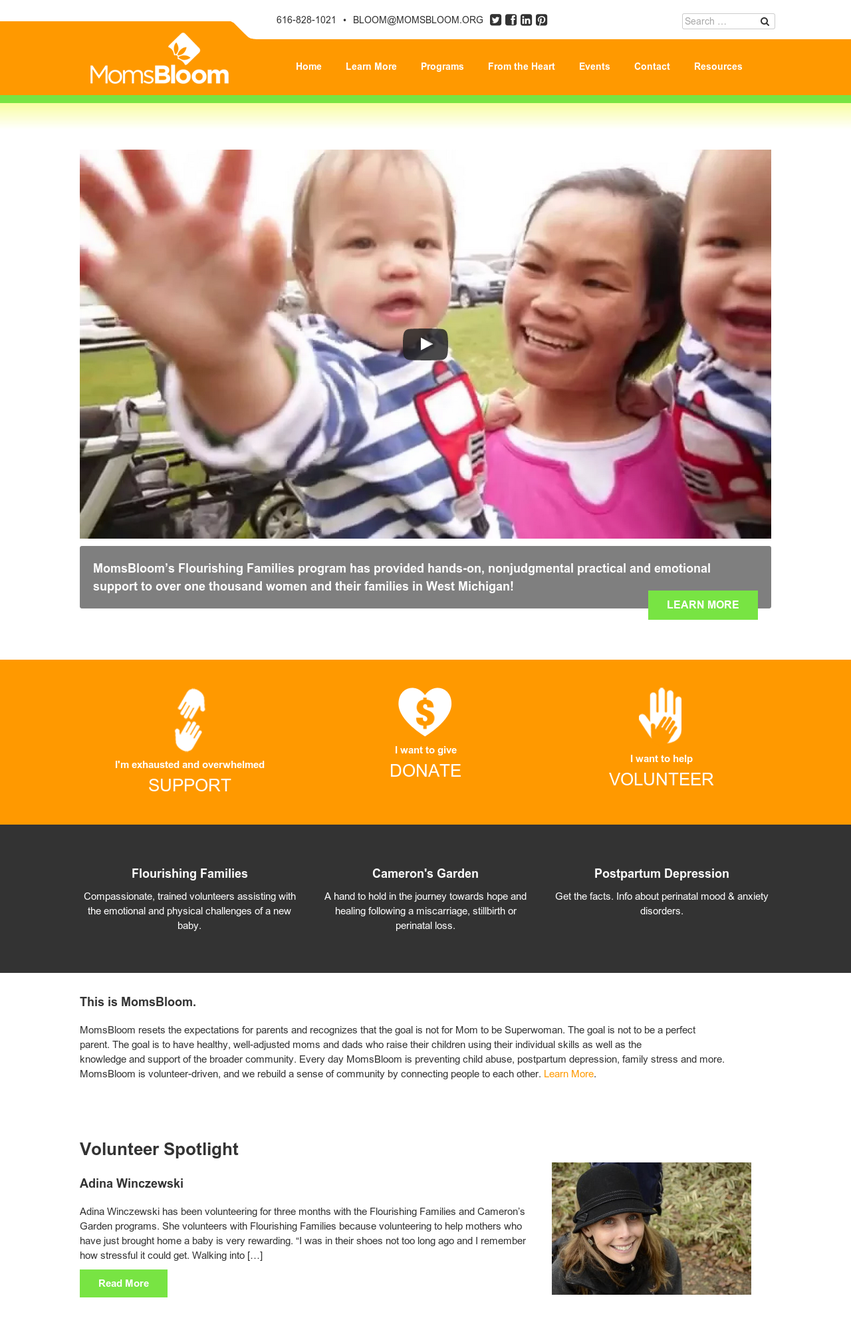 616-828-1021 • BLOOM@MOMSBLOOM.ORG
Search ...
MomsBloom
Home Learn More Programs From the Heart Events Contact Resources
MomsBloom's Flourishing Families program has provided hands-on, nonjudgmental practical and emotional
support to over one thousand women and their families in West Michigan!
LEARN MORE
I'm exhausted and overwhelmed
SUPPORT
$
I want to give
DONATE
I want to help
VOLUNTEER
Flourishing Families
Compassionate, trained volunteers assisting with
the emotional and physical challenges of a new
baby.
Cameron's Garden
A hand to hold in the journey towards hope and
healing following a miscarriage, stillbirth or
perinatal loss.
Postpartum Depression
Get the facts. Info about perinatal mood & anxiety
disorders.
This is MomsBloom.
MomsBloom resets the expectations for parents and recognizes that the goal is not for Mom to be Superwoman. The goal is not to be a perfect
parent. The goal is to have healthy, well-adjusted moms and dads who raise their children using their individual skills as well as the
knowledge and support of the broader community. Every day MomsBloom is preventing child abuse, postpartum depression, family stress and more.
MomsBloom is volunteer-driven, and we rebuild a sense of community by connecting people to each other. Learn More.
Volunteer Spotlight
Adina Winczewski
Adina Winczewski has been volunteering for three months with the Flourishing Families and Cameron's
Garden programs. She volunteers with Flourishing Families because volunteering to help mothers who
have just brought home a baby is very rewarding. “I was in their shoes not too long ago and I remember
how stressful it could get. Walking into […]
Read More